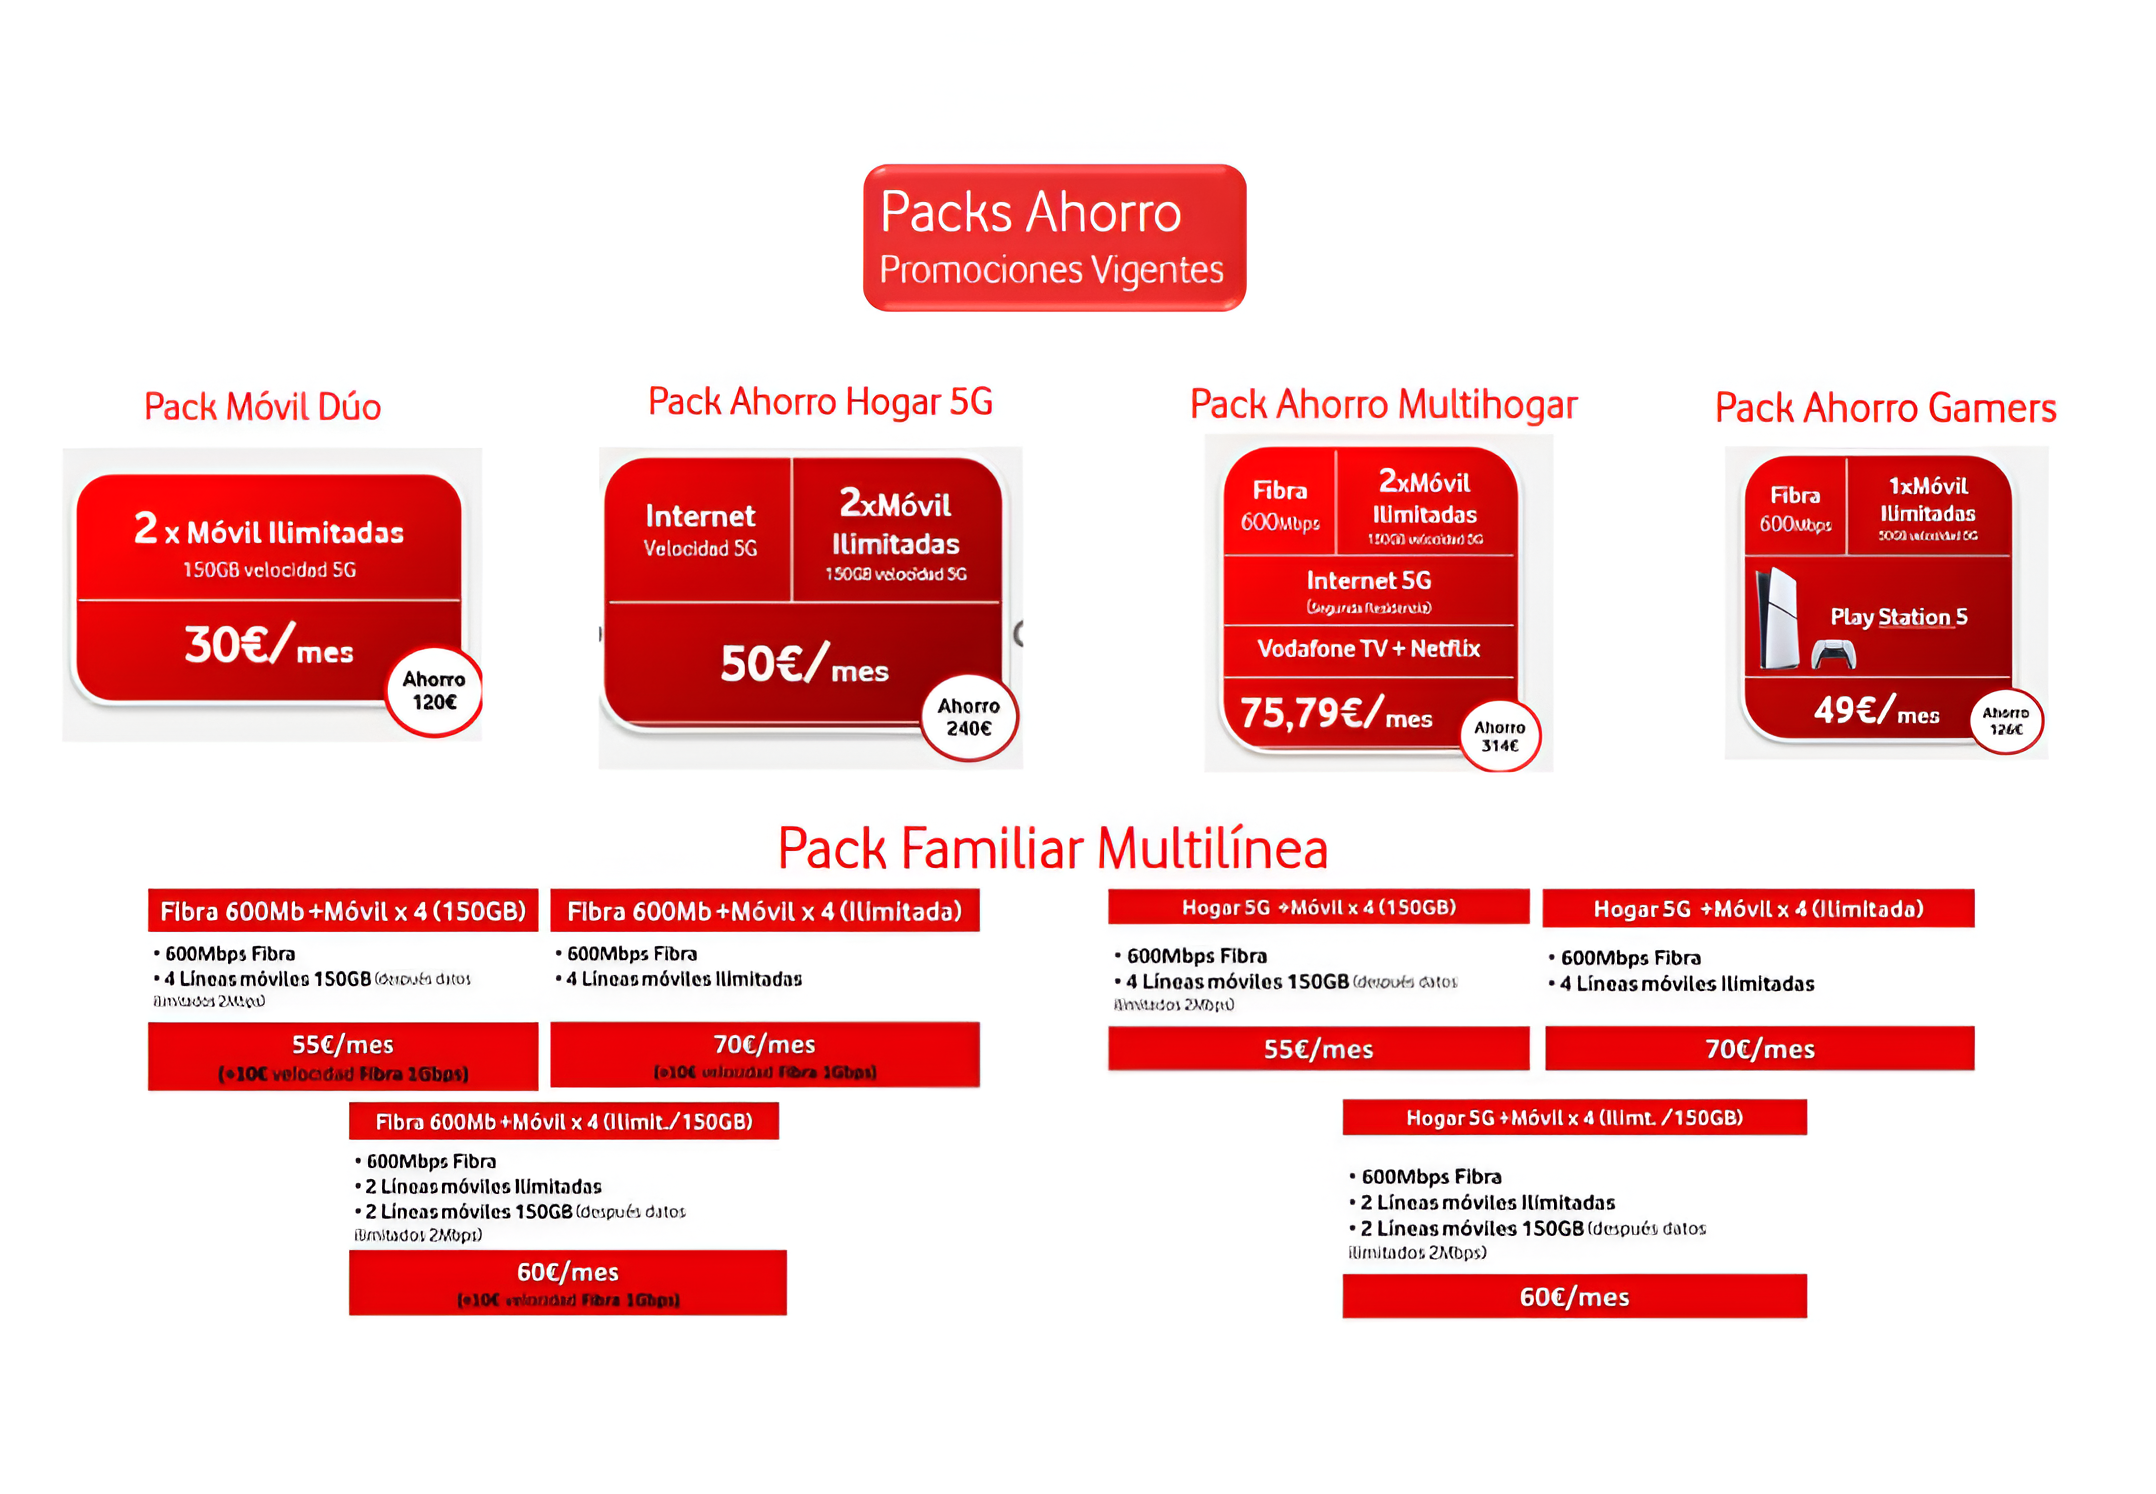 Packs Ahorro
Promociones Vigentes
Pack Móvil Dúo
2 x Móvil Ilimitadas
150GB velocidad 5G
30€/mes
Ahorro
120€
Pack Ahorro Hogar 5G
Internet
Velocidad 5G
2xMóvil
Ilimitadas
150GB velocidad 5G
50€/mes
Ahorro
240€
Pack Ahorro Multihogar
Fibra
600Mbps
2xMóvil
Ilimitadas
150GB velocidad 5G
Internet 5G
(Segunda Residencia)
Vodafone TV + Netflix
75,79€/mes
Ahorro
314€
Pack Ahorro Gamers
Fibra
600Mbps
1xMóvil
Ilimitadas
velocidad 5G
Play Station 5
49€/mes
Ahorro
Pack Familiar Multilínea
Fibra 600Mb +Móvil x 4 (150GB)
• 600Mbps Fibra
• 4 Líneas móviles 150GB (después datos
ilimitados 2Mbps)
55€/mes
(+10€ velocidad Fibra 1Gbps)
Fibra 600Mb +Móvil x 4 (Ilimitada)
• 600Mbps Fibra
• 4 Líneas móviles Ilimitadas
70€/mes
(+10€ velocidad Fibra 1Gbps)
Fibra 600Mb +Móvil x 4 (Ilimit./150GB)
• 600Mbps Fibra
• 2 Líneas móviles Ilimitadas
• 2 Líneas móviles 150GB (después datos
ilimitados 2Mbps)
60€/mes
(+10€ velocidad Fibra 1Gbps)
Hogar 5G +Móvil x 4 (150GB)
• 600Mbps Fibra
• 4 Líneas móviles 150GB (después datos
ilimitados 2Mbps)
55€/mes
Hogar 5G +Móvil x 4 (Ilimitada)
• 600Mbps Fibra
• 4 Líneas móviles Ilimitadas
70€/mes
Hogar 5G +Móvil x 4 (Ilimt. /150GB)
• 600Mbps Fibra
• 2 Líneas móviles Ilimitadas
• 2 Líneas móviles 150GB (después datos
ilimitados 2Mbps)
60€/mes